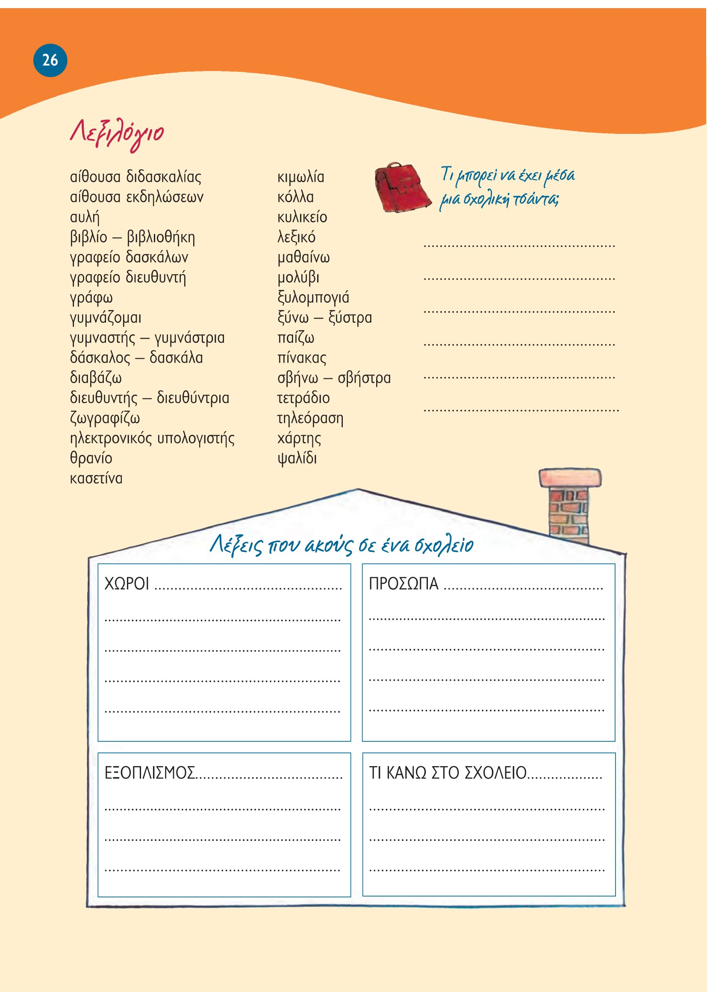 26
Λεξιλόγιο
αίθουσα διδασκαλίας
αίθουσα εκδηλώσεων
αυλή
βιβλίο – βιβλιοθήκη
γραφείο δασκάλων
γραφείο διευθυντή
γράφω
γυμνάζομαι
γυμναστής – γυμνάστρια
δάσκαλος – δασκάλα
διαβάζω
διευθυντής – διευθύντρια
ζωγραφίζω
ηλεκτρονικός υπολογιστής
θρανίο
κασετίνα
κιμωλία
κόλλα
κυλικείο
λεξικό
μαθαίνω
μολύβι
ξυλομπογιά
ξύνω – ξύστρα
παίζω
πίνακας
σβήνω – σβήστρα
τετράδιο
τηλεόραση
χάρτης
ψαλίδι
Τι μπορεί να έχει μέσα
μια σχολική τσάντα;
Λέξεις που ακούς σε ένα σχολείο
ΧΩΡΟΙ
ΠΡΟΣΩΠΑ
ΕΞΟΠΛΙΣΜΟΣ
ΤΙ ΚΑΝΩ ΣΤΟ ΣΧΟΛΕΙΟ